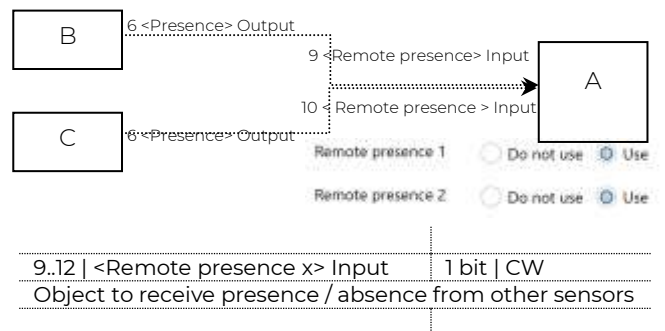 B
6 <Presence> Output
9 <Remote presence> Input
A
10 < Remote presence > Input
C
6 <Presence> Output
Remote presence 1 Do not use Use
Remote presence 2 Do not use Use
9..12 | <Remote presence x> Input 1 bit | CW
Object to receive presence / absence from other sensors